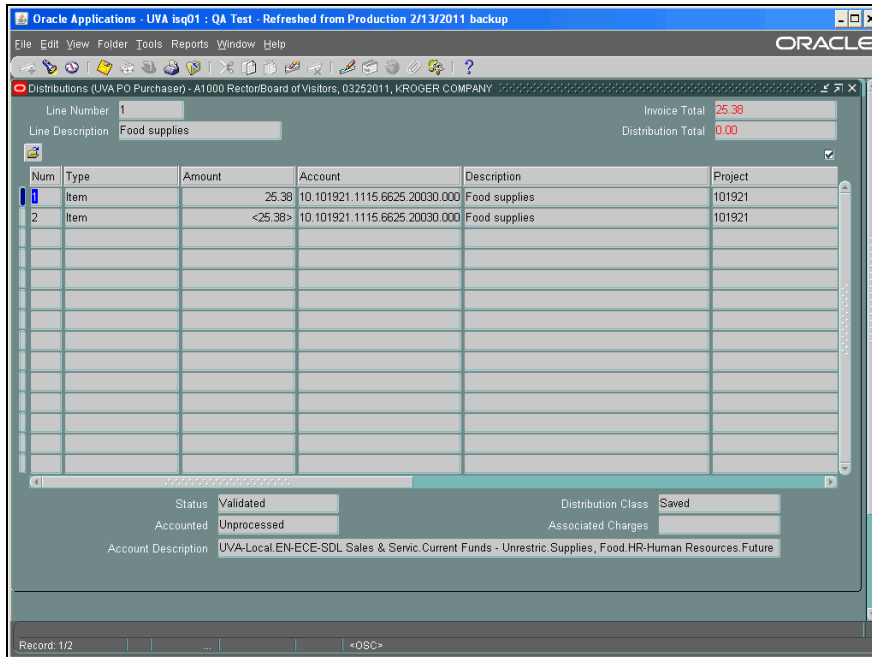 Oracle Applications - UVA isq01 : QA Test - Refreshed from Production 2/13/2011 backup
File Edit View Folder Tools Reports Window Help
ORACLE
Distributions (UVA PO Purchaser) - A1000 Rector/Board of Visitors, 03252011, KROGER COMPANY
Line Number 1 Invoice Total 25.38
Line Description Food supplies Distribution Total 0.00
Num Type Amount Account Description Project
1 Item 25.38 10.101921.1115.6625.20030.000 Food supplies 101921
2 Item <25.38> 10.101921.1115.6625.20030.000 Food supplies 101921
Status Validated Distribution Class Saved
Accounted Unprocessed Associated Charges
Account Description UVA-Local.EN-ECE-SDL Sales & Servic.Current Funds - Unrestric.Supplies, Food.HR-Human Resources.Future
Record: 1/2 ... <OSC>